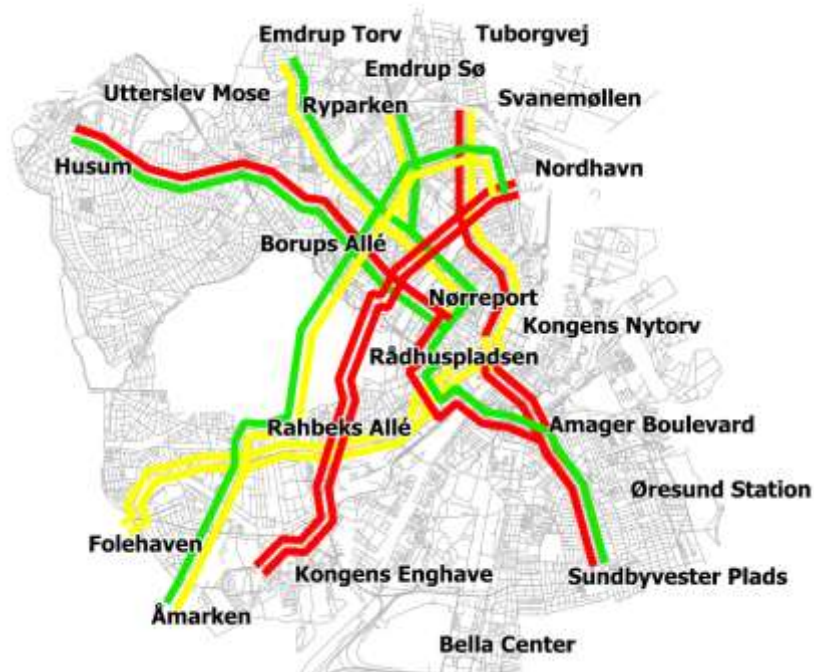 Emdrup Torv
Tuborgvej
Emdrup Sø
Utterslev Mose
Ryparken
Svanemøllen
Husum
Nordhavn
Borups Allé
Nørreport
Kongens Nytorv
Rådhuspladsen
Rahbeks Allé
Amager Boulevard
Øresund Station
Folehaven
Kongens Enghave
Sundbyvester Plads
Åmarken
Bella Center